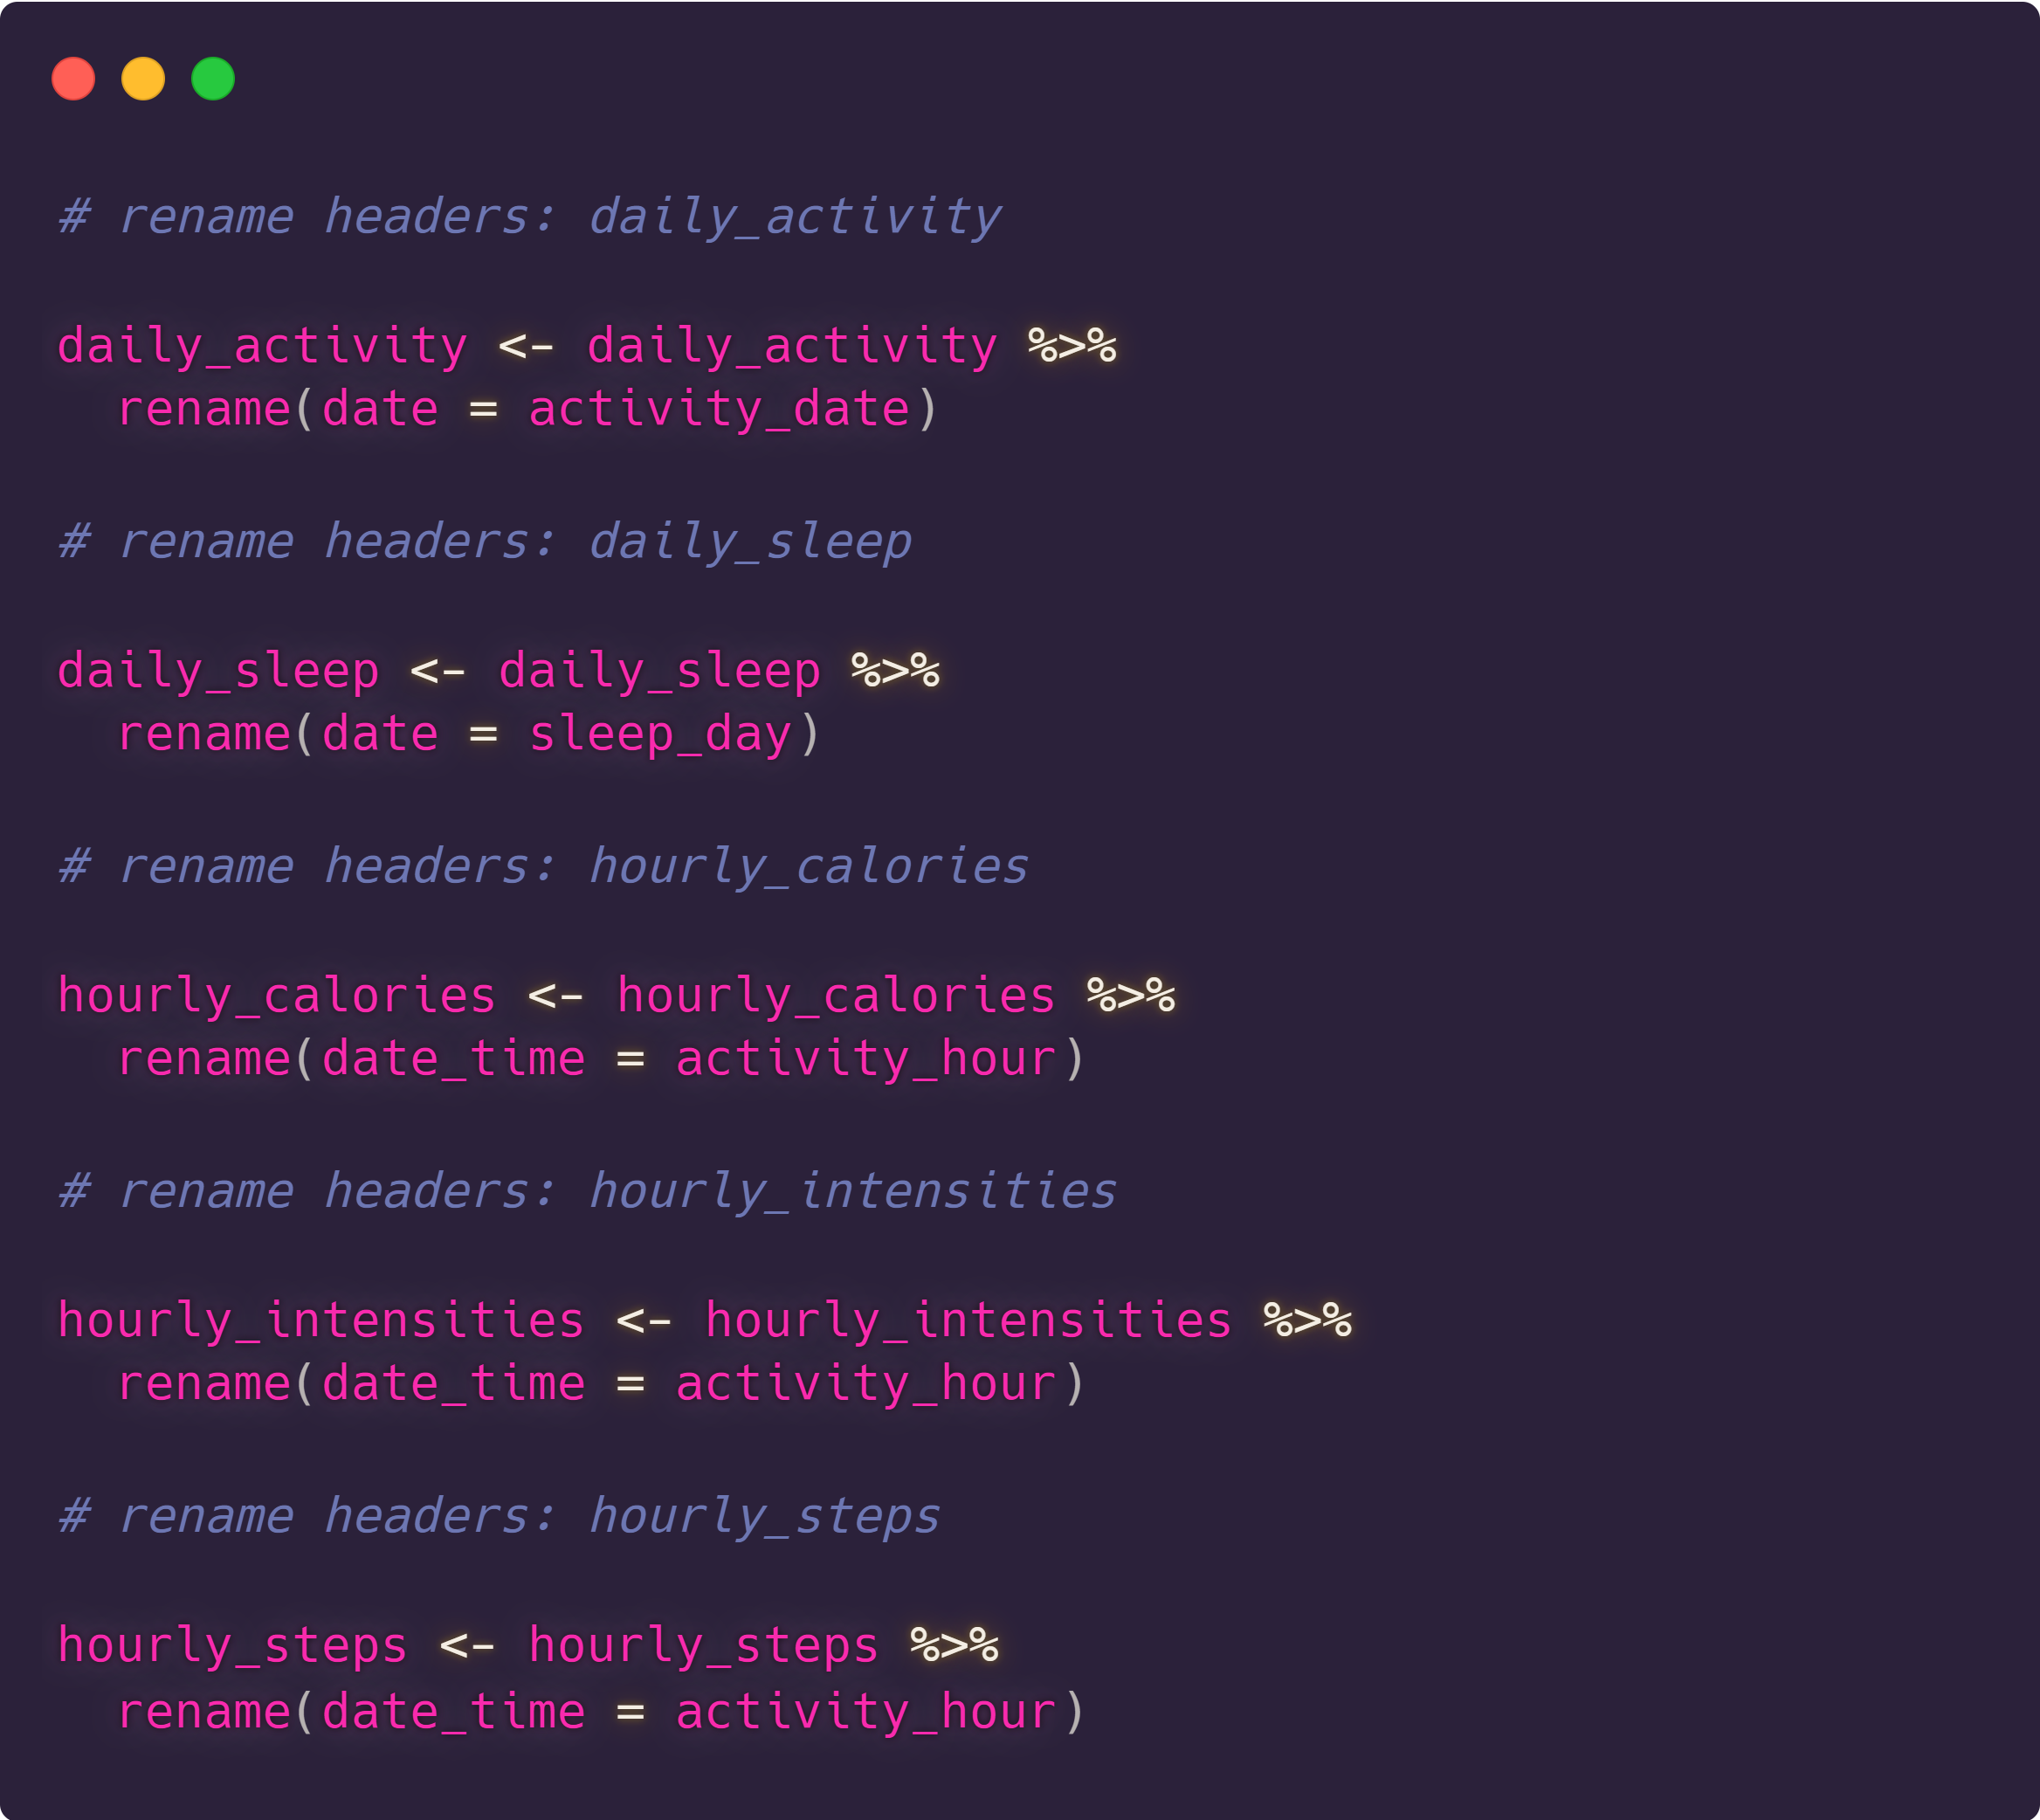 # rename headers: daily_activity
daily_activity <- daily_activity %>%
  rename(date = activity_date)
# rename headers: daily_sleep
daily_sleep <- daily_sleep %>%
  rename(date = sleep_day)
# rename headers: hourly_calories
hourly_calories <- hourly_calories %>%
  rename(date_time = activity_hour)
# rename headers: hourly_intensities
hourly_intensities <- hourly_intensities %>%
  rename(date_time = activity_hour)
# rename headers: hourly_steps
hourly_steps <- hourly_steps %>%
  rename(date_time = activity_hour)